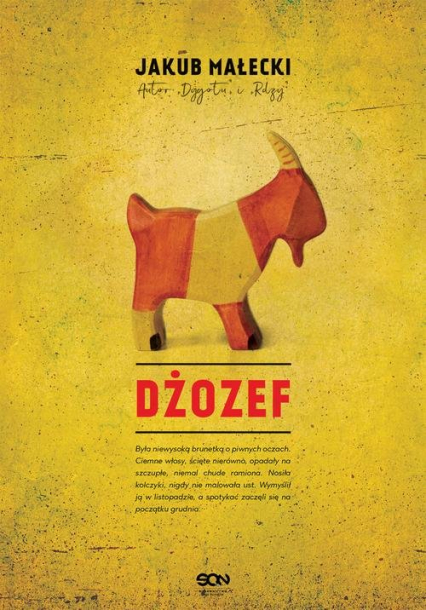 JAKUB MAŁECKI
Autor „Dygotu” i „Rdzy”
DŻOZEF
Była niewysoką brunetką o piwnych oczach.
Ciemne włosy, ścięte nierówno, opadały na
szczupłe, niemal chude ramiona. Nosiła
kolczyki, nigdy nie malowała ust. Wymyślił
ją w listopadzie, a spotykać zaczęli się na
początku grudnia.
SQN